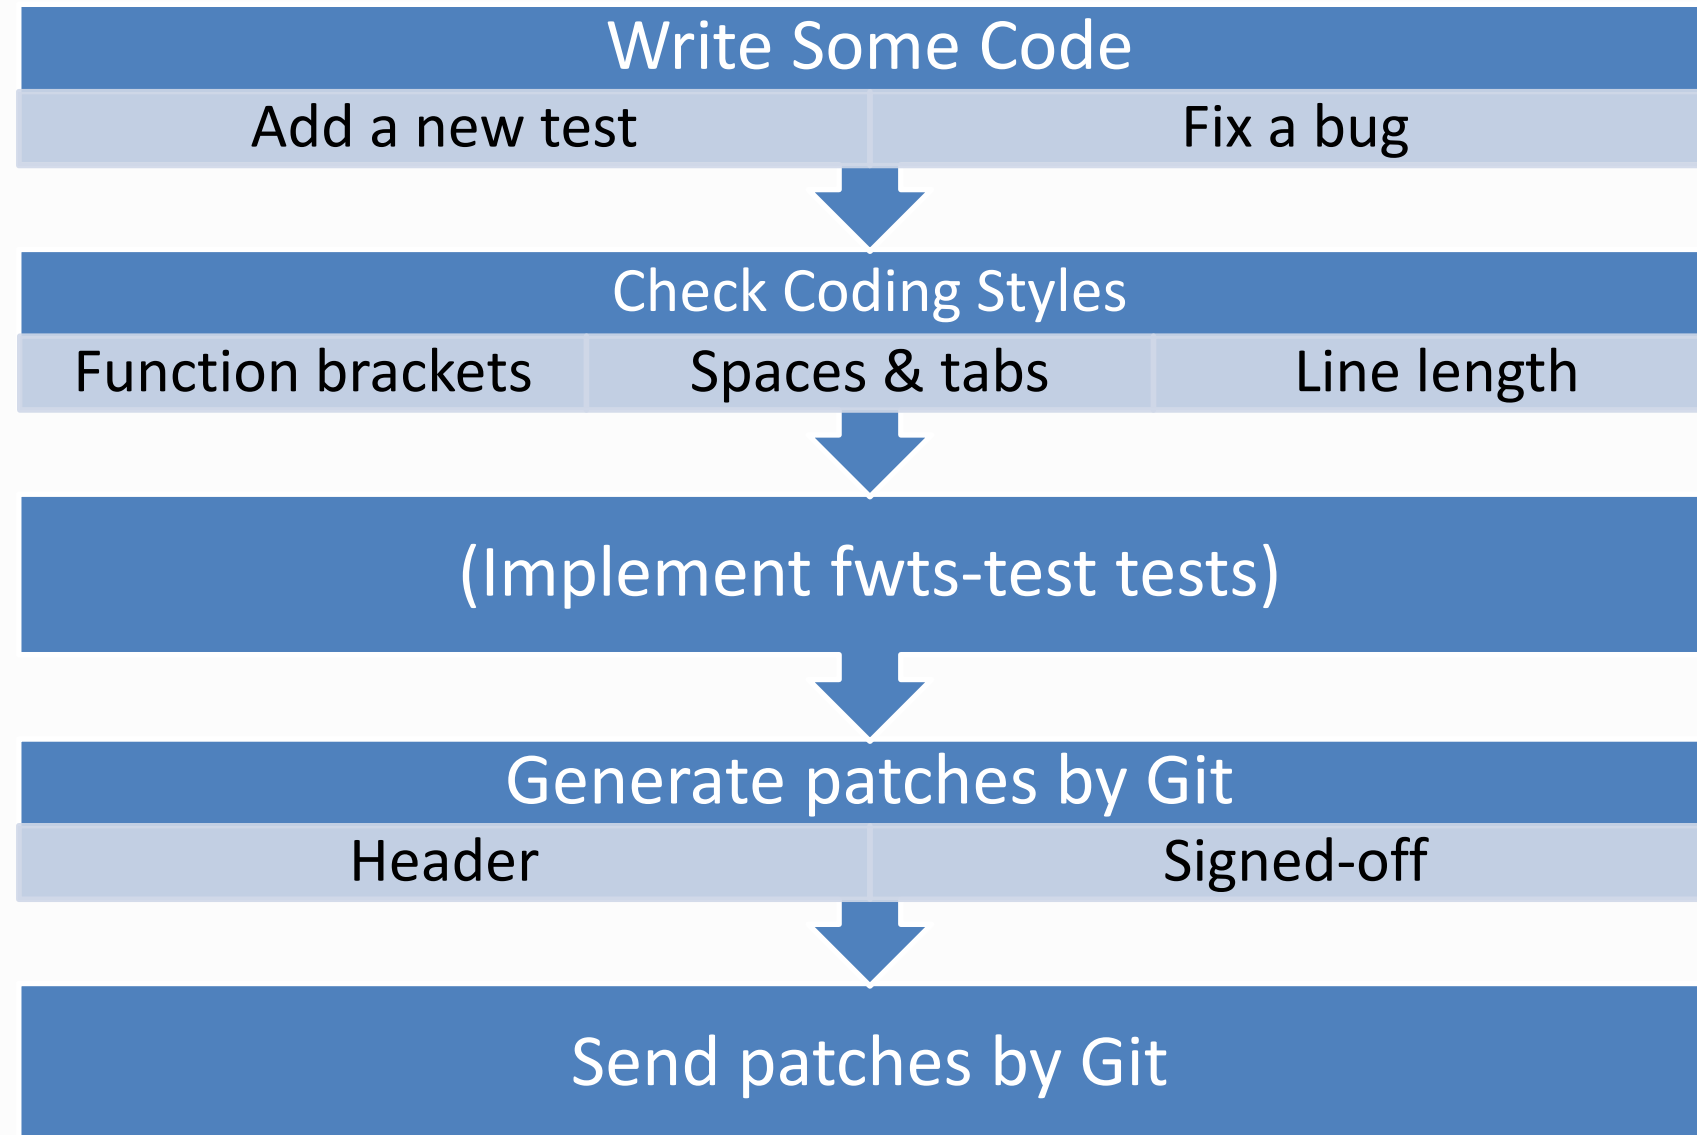 Write Some Code
Add a new test
Fix a bug
Check Coding Styles
Function brackets
Spaces & tabs
Line length
(Implement fwts-test tests)
Generate patches by Git
Header
Signed-off
Send patches by Git